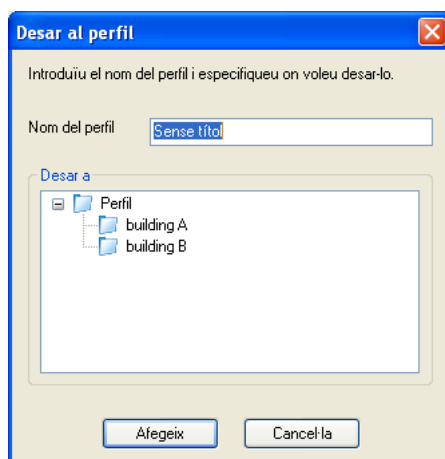 Desar al perfil
Introduïu el nom del perfil i especifiqueu on voleu desar-lo.
Nom del perfil
Sense títol
Desar a
Perfil
building A
building B
Afegeix
Cancel·la